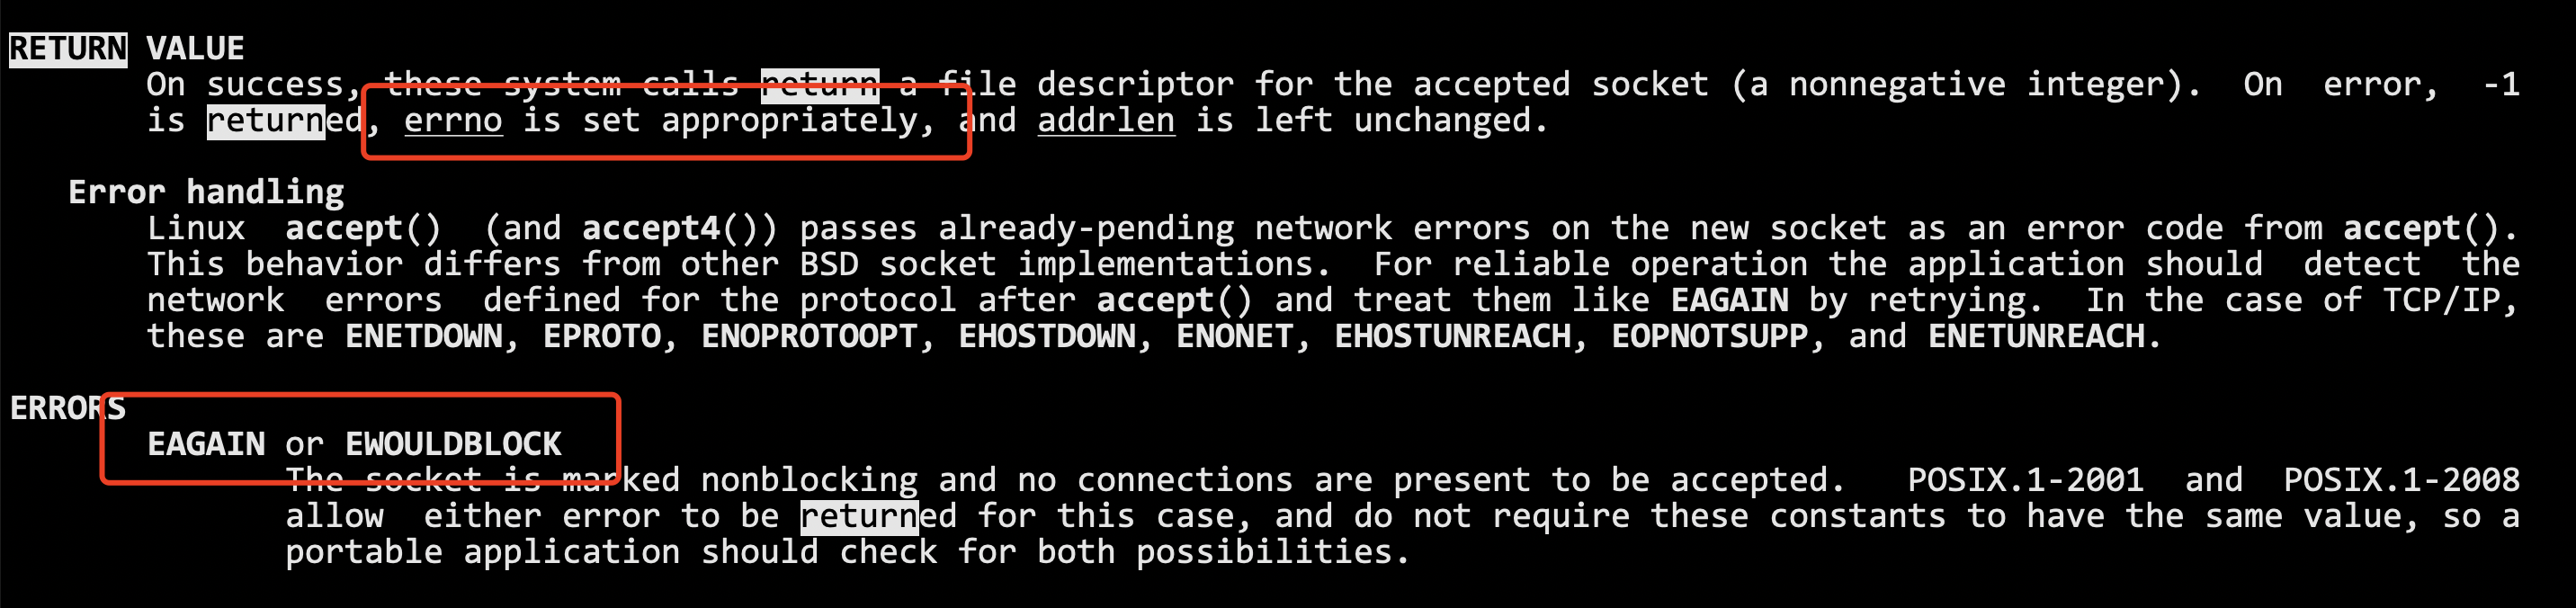 RETURN VALUE
On success, these system calls return a file descriptor for the accepted socket (a nonnegative integer). On error, -1
is returned, errno is set appropriately, and addrlen is left unchanged.
Error handling
Linux accept() (and accept4()) passes already-pending network errors on the new socket as an error code from accept().
This behavior differs from other BSD socket implementations. For reliable operation the application should detect the
network errors defined for the protocol after accept() and treat them like EAGAIN by retrying. In the case of TCP/IP,
these are ENETDOWN, EPROTO, ENOPROTOOPT, EHOSTDOWN, ENONET, EHOSTUNREACH, EOPNOTSUPP, and ENETUNREACH.
ERRORS
EAGAIN or EWOULDBLOCK
The socket is marked nonblocking and no connections are present to be accepted. POSIX.1-2001 and POSIX.1-2008
allow either error to be returned for this case, and do not require these constants to have the same value, so a
portable application should check for both possibilities.